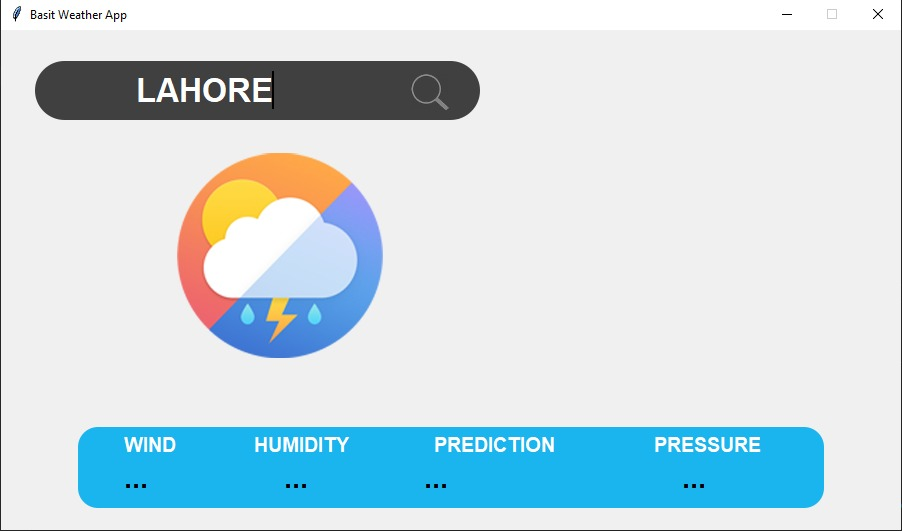 Basit Weather App
LAHORE
WIND HUMIDITY PREDICTION PRESSURE
... ... ... ...